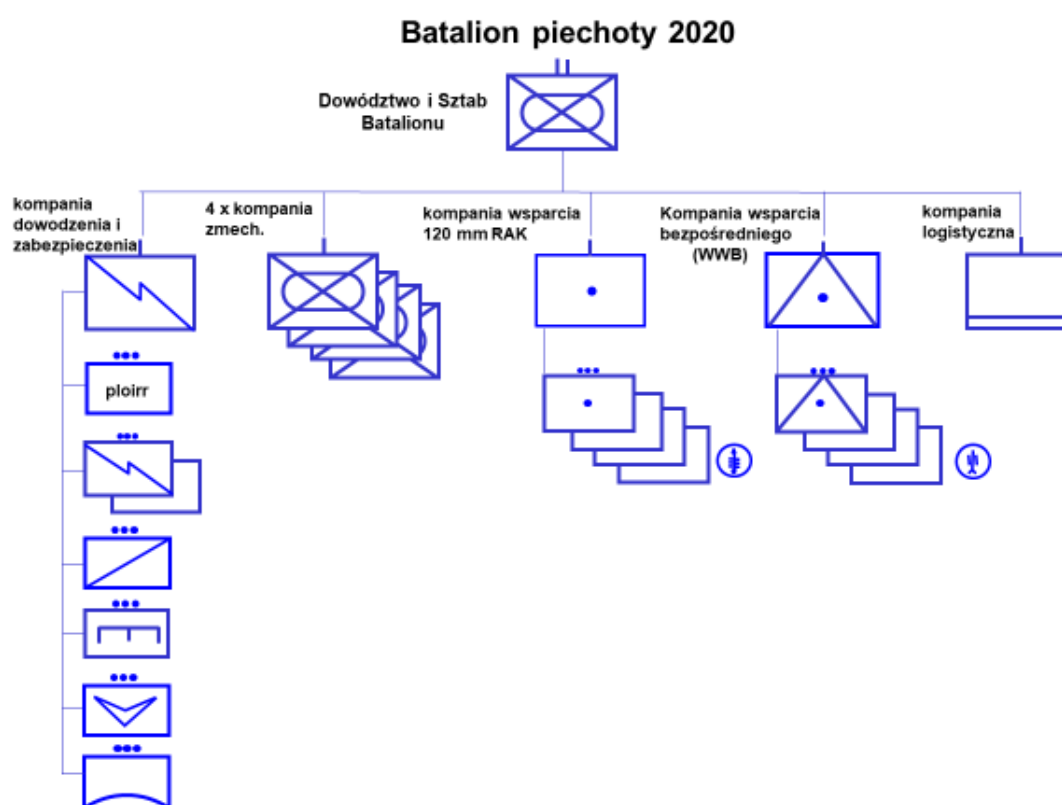 Batalion piechoty 2020
Dowództwo i Sztab
Batalionu
kompania
dowodzenia i
zabezpieczenia
4 x kompania
zmech.
kompania wsparcia
120 mm RAK
Kompania wsparcia
bezpośredniego
(WWB)
kompania
logistyczna
ploirr